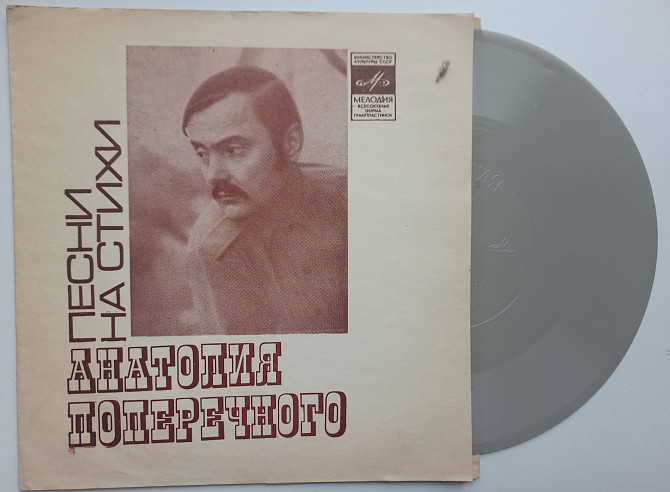 ПЕСНИ
НА СТИХИ
АНАТОЛИЯ
ПОПЕРЕЧНОГО
МИНИСТЕРСТВО
КУЛЬТУРЫ СССР
МЕЛОДИЯ
ВСЕСОЮЗНАЯ
ФИРМА
ГРАМПЛАСТИНОК